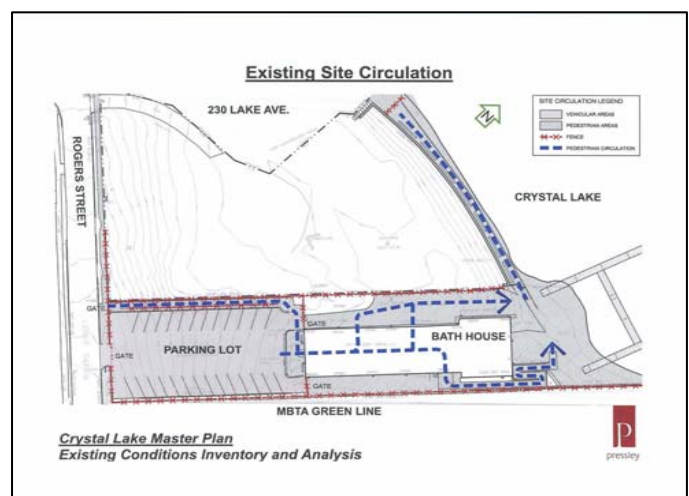 Existing Site Circulation
230 LAKE AVE.
N
SITE CIRCULATION LEGEND
VEHICULAR AREAS
PEDESTRIAN AREAS
FENCE
PEDESTRIAN CIRCULATION
ROGERS STREET
CRYSTAL LAKE
GATE
GATE
PARKING LOT
BATH HOUSE
GATE
GATE
MBTA GREEN LINE
Crystal Lake Master Plan
Existing Conditions Inventory and Analysis
P
pressley